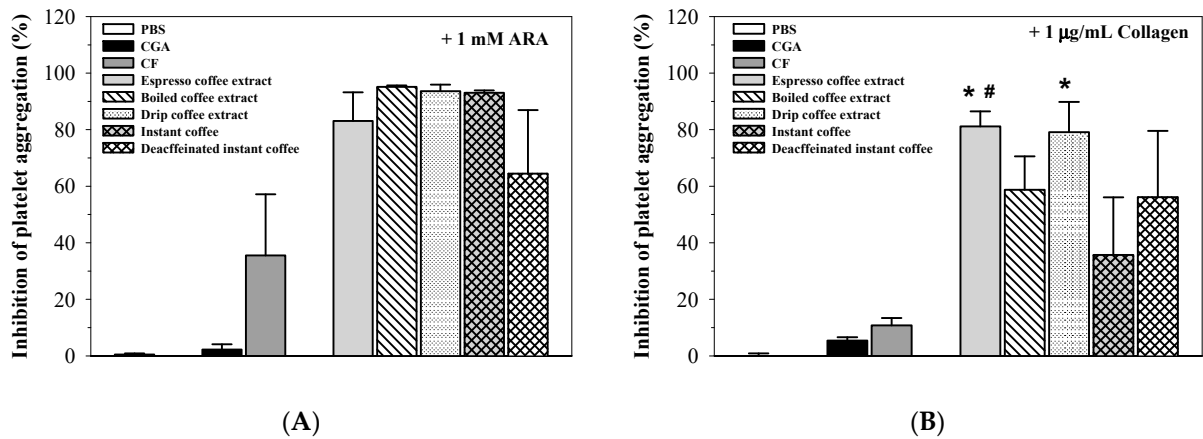 Inhibition of platelet aggregation (%)
120
100
80
60
40
20
0
PBS
CGA
CF
Espresso coffee extract
Boiled coffee extract
Drip coffee extract
Instant coffee
Deacffeinated instant coffee
+ 1 mM ARA
(A)
Inhibition of platelet aggregation (%)
120
100
80
60
40
20
0
PBS
CGA
CF
Espresso coffee extract
Boiled coffee extract
Drip coffee extract
Instant coffee
Deacffeinated instant coffee
+ 1 μg/mL Collagen
* #
*
(B)